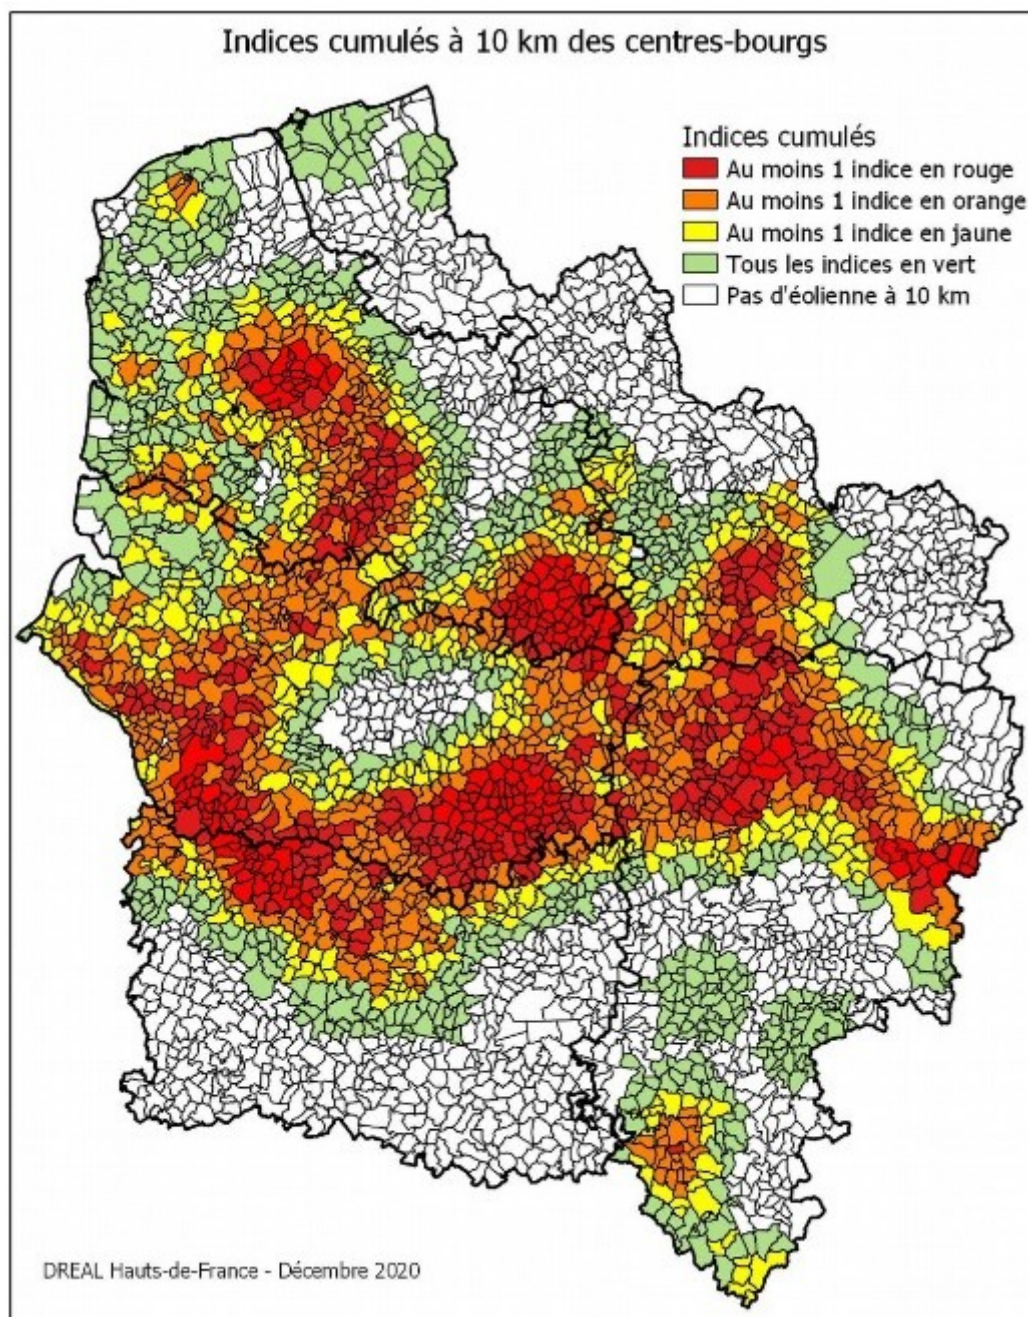 Indices cumulés à 10 km des centres-bourgs
Indices cumulés
Au moins 1 indice en rouge
Au moins 1 indice en orange
Au moins 1 indice en jaune
Tous les indices en vert
Pas d'éolienne à 10 km
DREAL Hauts-de-France - Décembre 2020